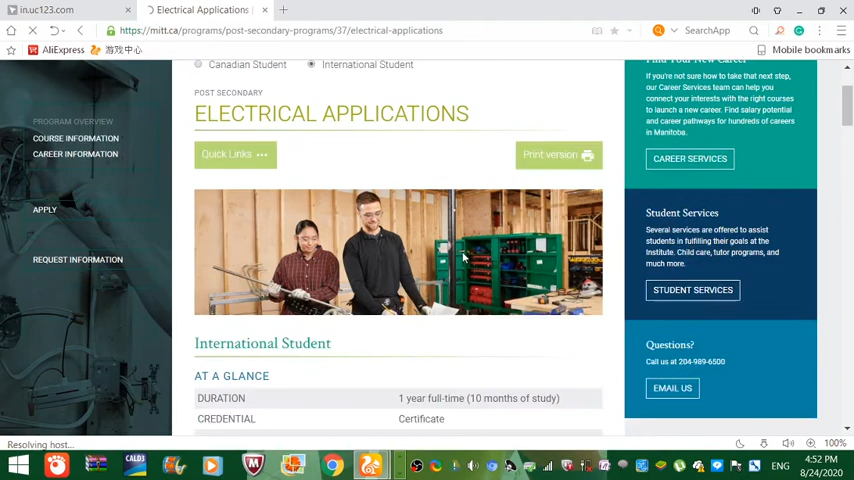 in.uc123.com
Electrical Applications
https://mitt.ca/programs/post-secondary-programs/37/electrical-applications
SearchApp
AliExpress
游戏中心
Mobile bookmarks
PROGRAM OVERVIEW
COURSE INFORMATION
CAREER INFORMATION
APPLY
REQUEST INFORMATION
Canadian Student
International Student
POST SECONDARY
ELECTRICAL APPLICATIONS
Quick Links
Print version
International Student
AT A GLANCE
DURATION
1 year full-time (10 months of study)
CREDENTIAL
Certificate
Find Your New Career
If you're not sure how to take that next step,
our Career Services team can help you
connect your interests with the right courses
to launch a new career. Find salary potential
and career pathways for hundreds of careers
in Manitoba.
CAREER SERVICES
Student Services
Several services are offered to assist
students in fulfilling their goals at the
Institute. Child care, tutor programs, and
much more.
STUDENT SERVICES
Questions?
Call us at 204-989-6500
EMAIL US
Resolving host...
100%
CALD3
ENG
4:52 PM
8/24/2020